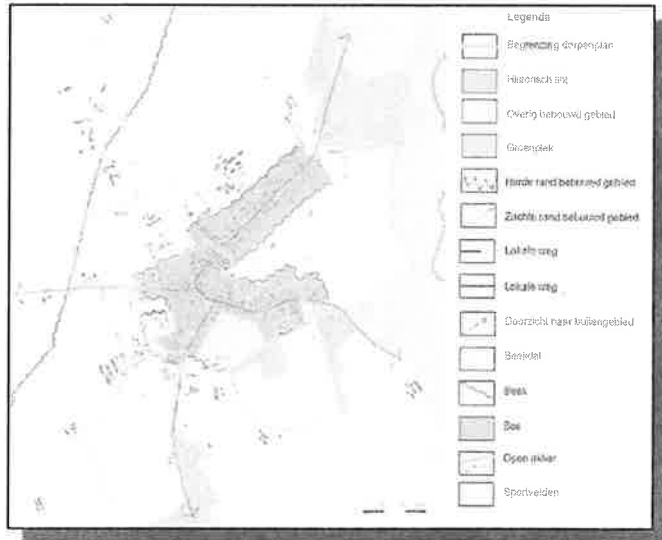 Legenda
Begrenzing dorpenplan
Historisch lint
Overig bebouwd gebied
Groenplek
Harde rand bebouwd gebied
Zachte rand bebouwd gebied
Lokale weg
Lokale weg
Doorzicht naar buitengebied
Beekdal
Beek
Bos
Open akker
Sportvelden